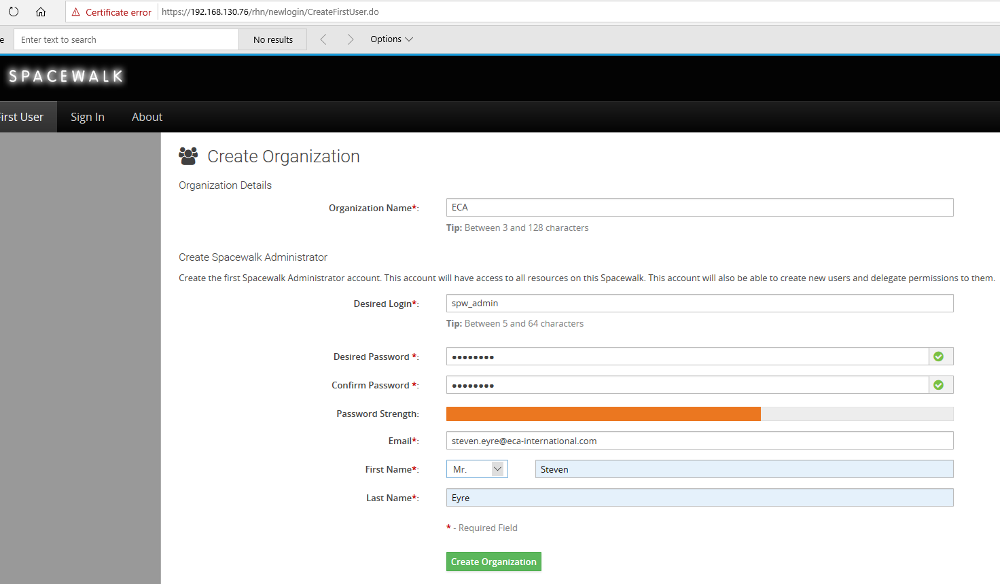 Certificate error https://192.168.130.76/rhn/newlogin/CreateFirstUser.do
e Enter text to search No results Options
SPACEWALK
First User Sign In About
Create Organization
Organization Details
Organization Name*: ECA
Tip: Between 3 and 128 characters
Create Spacewalk Administrator
Create the first Spacewalk Administrator account. This account will have access to all resources on this Spacewalk. This account will also be able to create new users and delegate permissions to them.
Desired Login*: spw_admin
Tip: Between 5 and 64 characters
Desired Password *: ●●●●●●●●
Confirm Password *: ●●●●●●●●
Password Strength:
Email*: steven.eyre@eca-international.com
First Name*: Mr. Steven
Last Name*: Eyre
* - Required Field
Create Organization